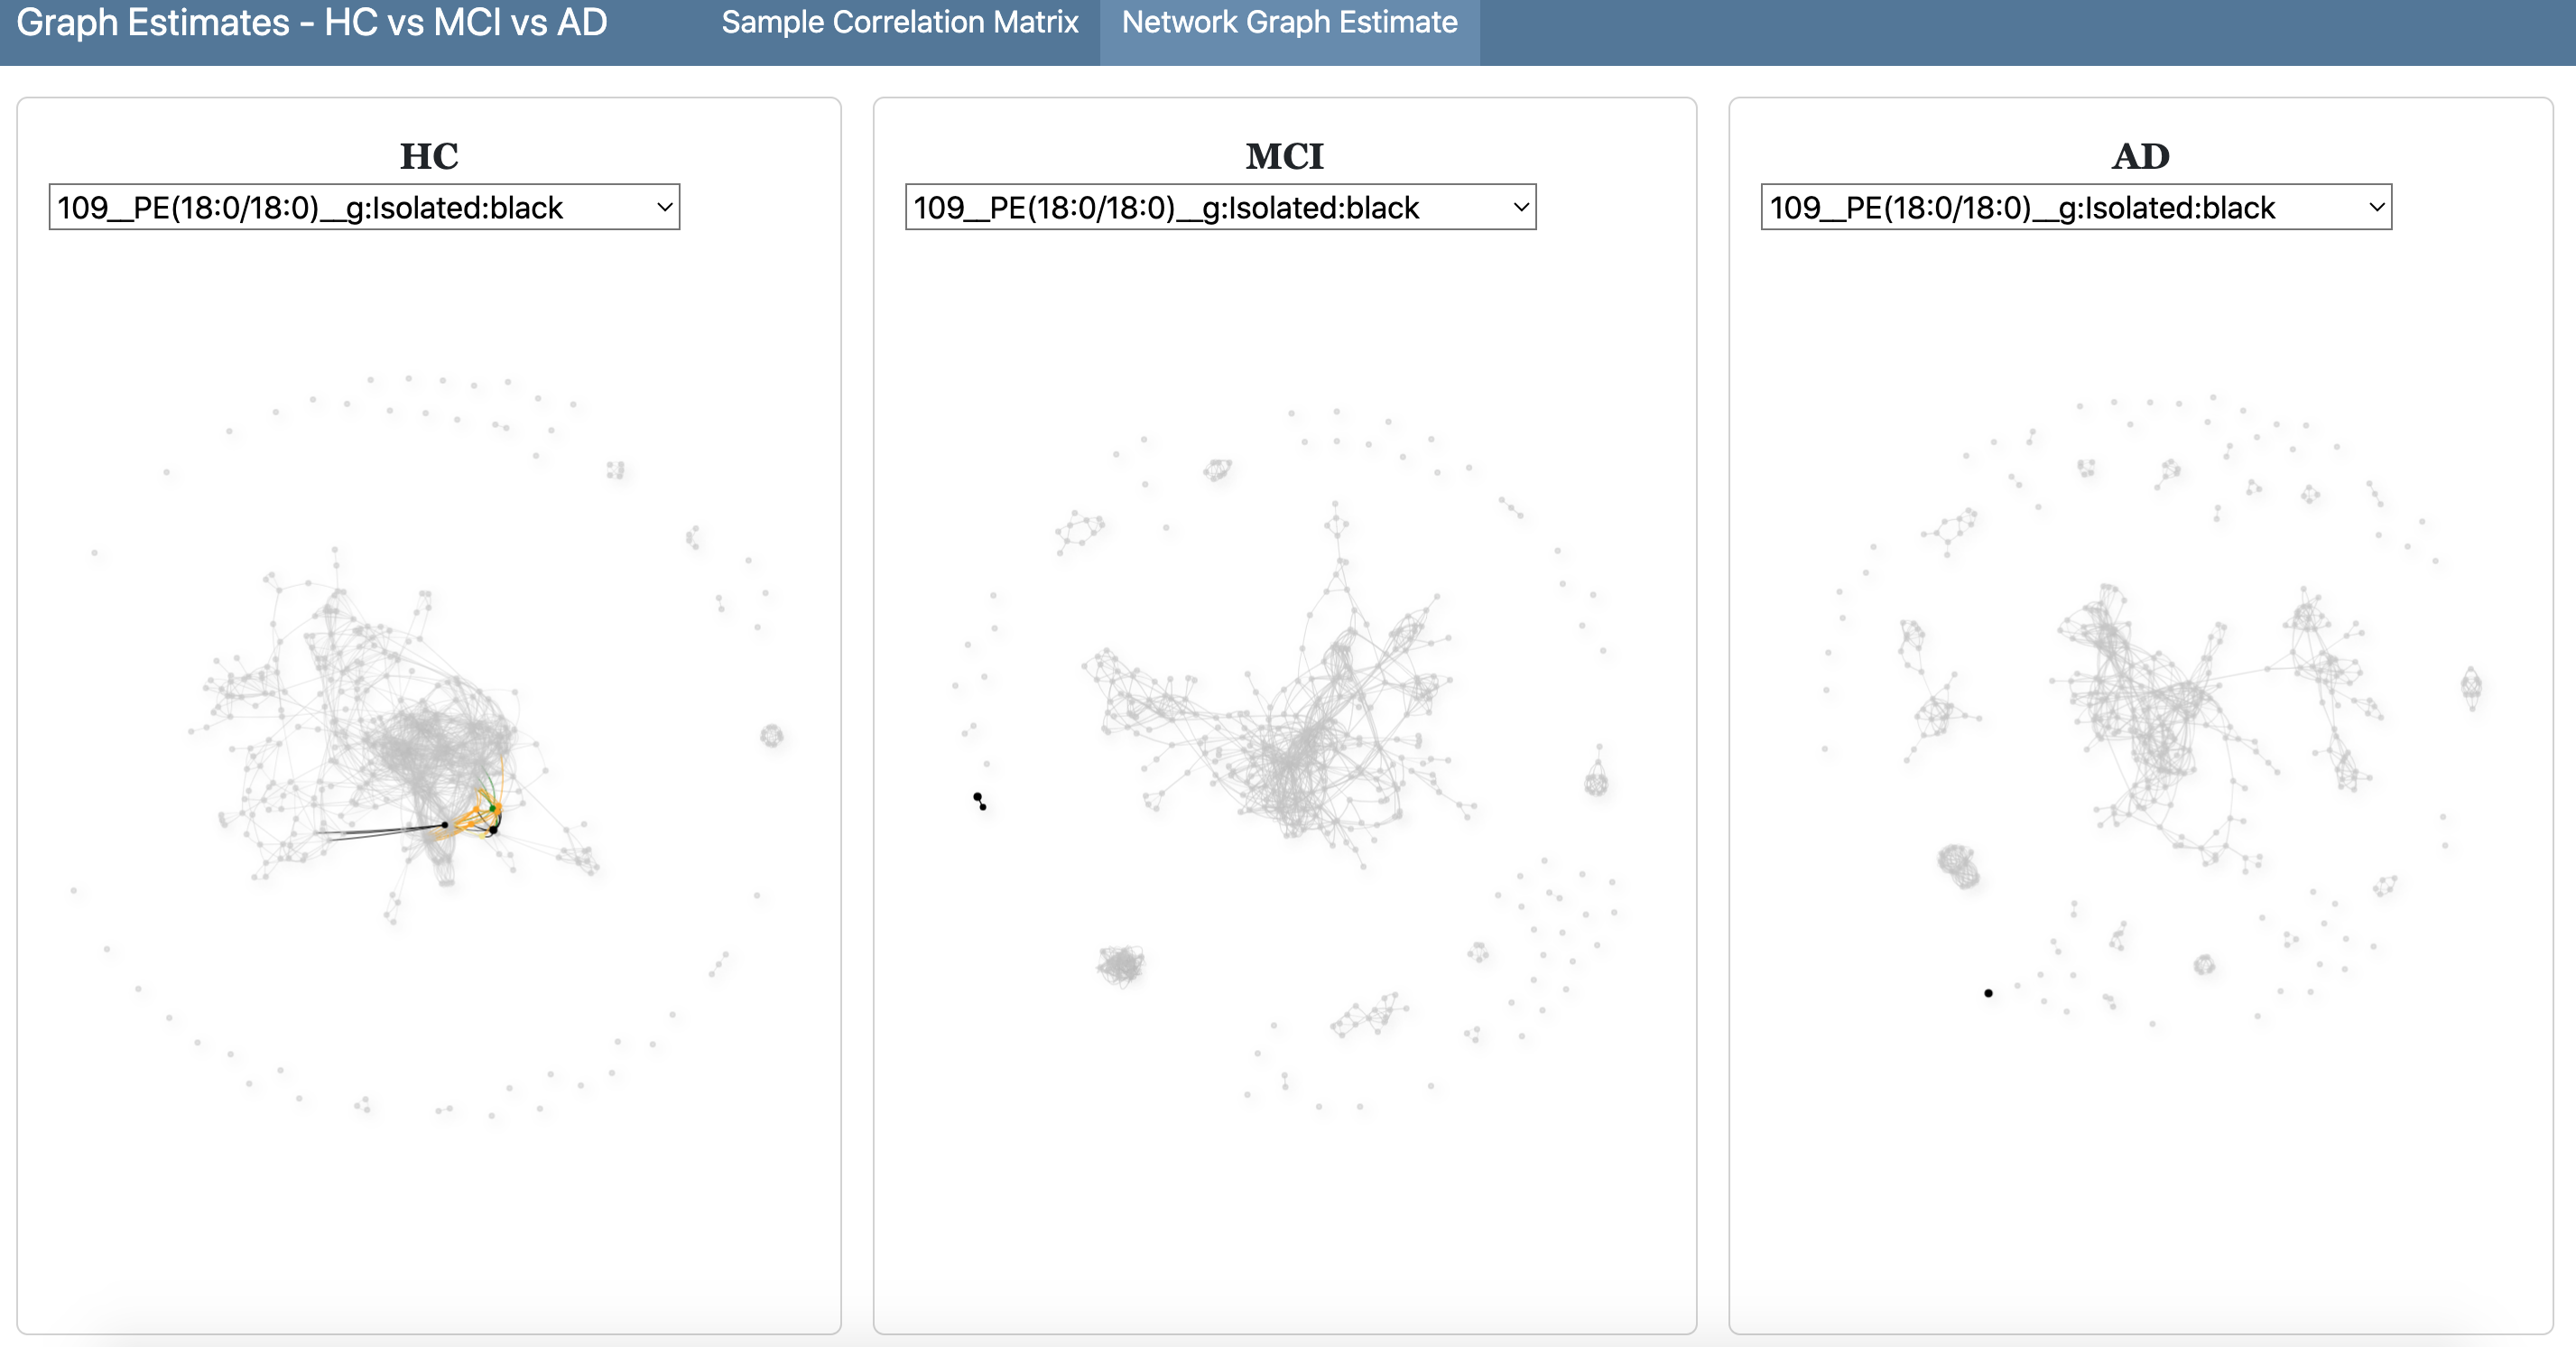 Graph Estimates - HC vs MCI vs AD
Sample Correlation Matrix
Network Graph Estimate
HC
109__PE(18:0/18:0)__g:Isolated:black
MCI
109__PE(18:0/18:0)__g:Isolated:black
AD
109__PE(18:0/18:0)__g:Isolated:black